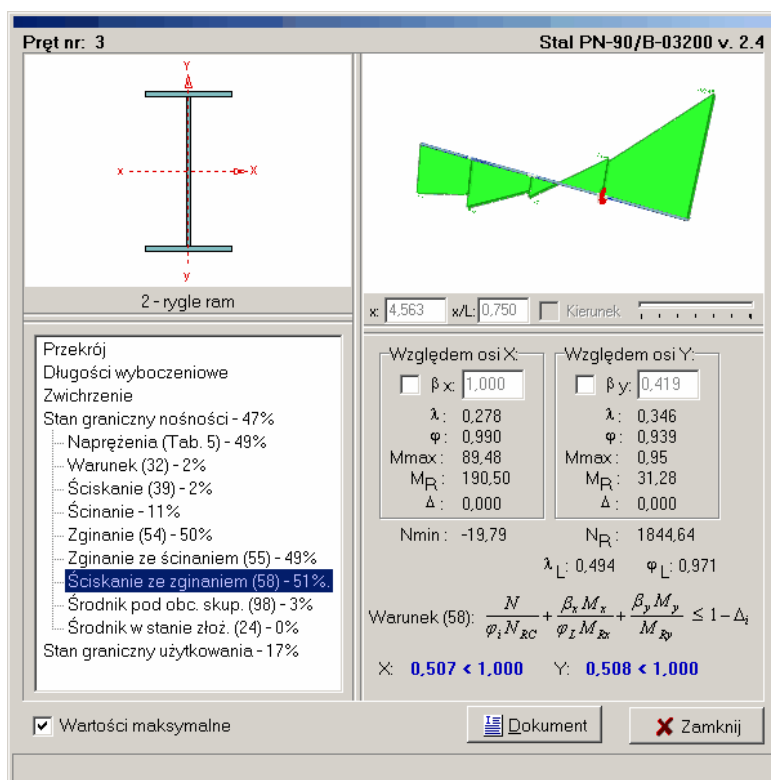 Pręt nr: 3
Stal PN-90/B-03200 v. 2.4
Y
x
X
y
2 - rygle ram
x: 4,563 x/L: 0,750 Kierunek
Przekrój
Długości wyboczeniowe
Zwichrzenie
Stan graniczny nośności - 47%
Naprężenia (Tab. 5) - 49%
Warunek (32) - 2%
Ściskanie (39) - 2%
Ścinanie - 11%
Zginanie (54) - 50%
Zginanie ze ścinaniem (55) - 49%
Ściskanie ze zginaniem (58) - 51%.
Środnik pod obc. skup. (98) - 3%
Środnik w stanie złoż. (24) - 0%
Stan graniczny użytkowania - 17%
Względem osi X:
β x: 1,000
λ: 0,278
φ: 0,990
Mmax: 89,48
MR: 190,50
Δ: 0,000
Względem osi Y:
β y: 0,419
λ: 0,346
φ: 0,939
Mmax: 0,95
MR: 31,28
Δ: 0,000
Nmin: -19,79 NR: 1844,64
λL: 0,494 φL: 0,971
Warunek (58): N/(φi NRC) + βx Mx/(φL MRx) + βy My/MRy ≤ 1 − Δi
X: 0,507 < 1,000 Y: 0,508 < 1,000
Wartości maksymalne
Dokument
Zamknij